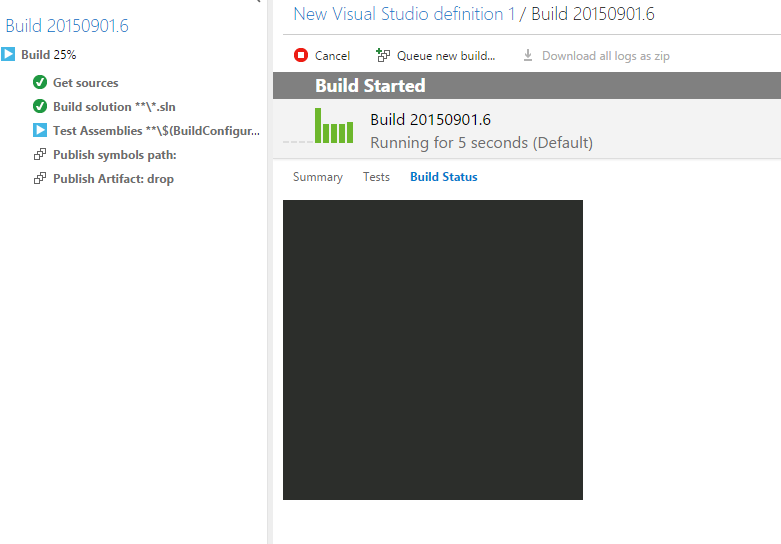 Build 20150901.6
Build 25%
Get sources
Build solution **\*.sln
Test Assemblies **\$(BuildConfigur...
Publish symbols path:
Publish Artifact: drop
New Visual Studio definition 1 / Build 20150901.6
Cancel Queue new build... Download all logs as zip
Build Started
Build 20150901.6
Running for 5 seconds (Default)
Summary Tests Build Status